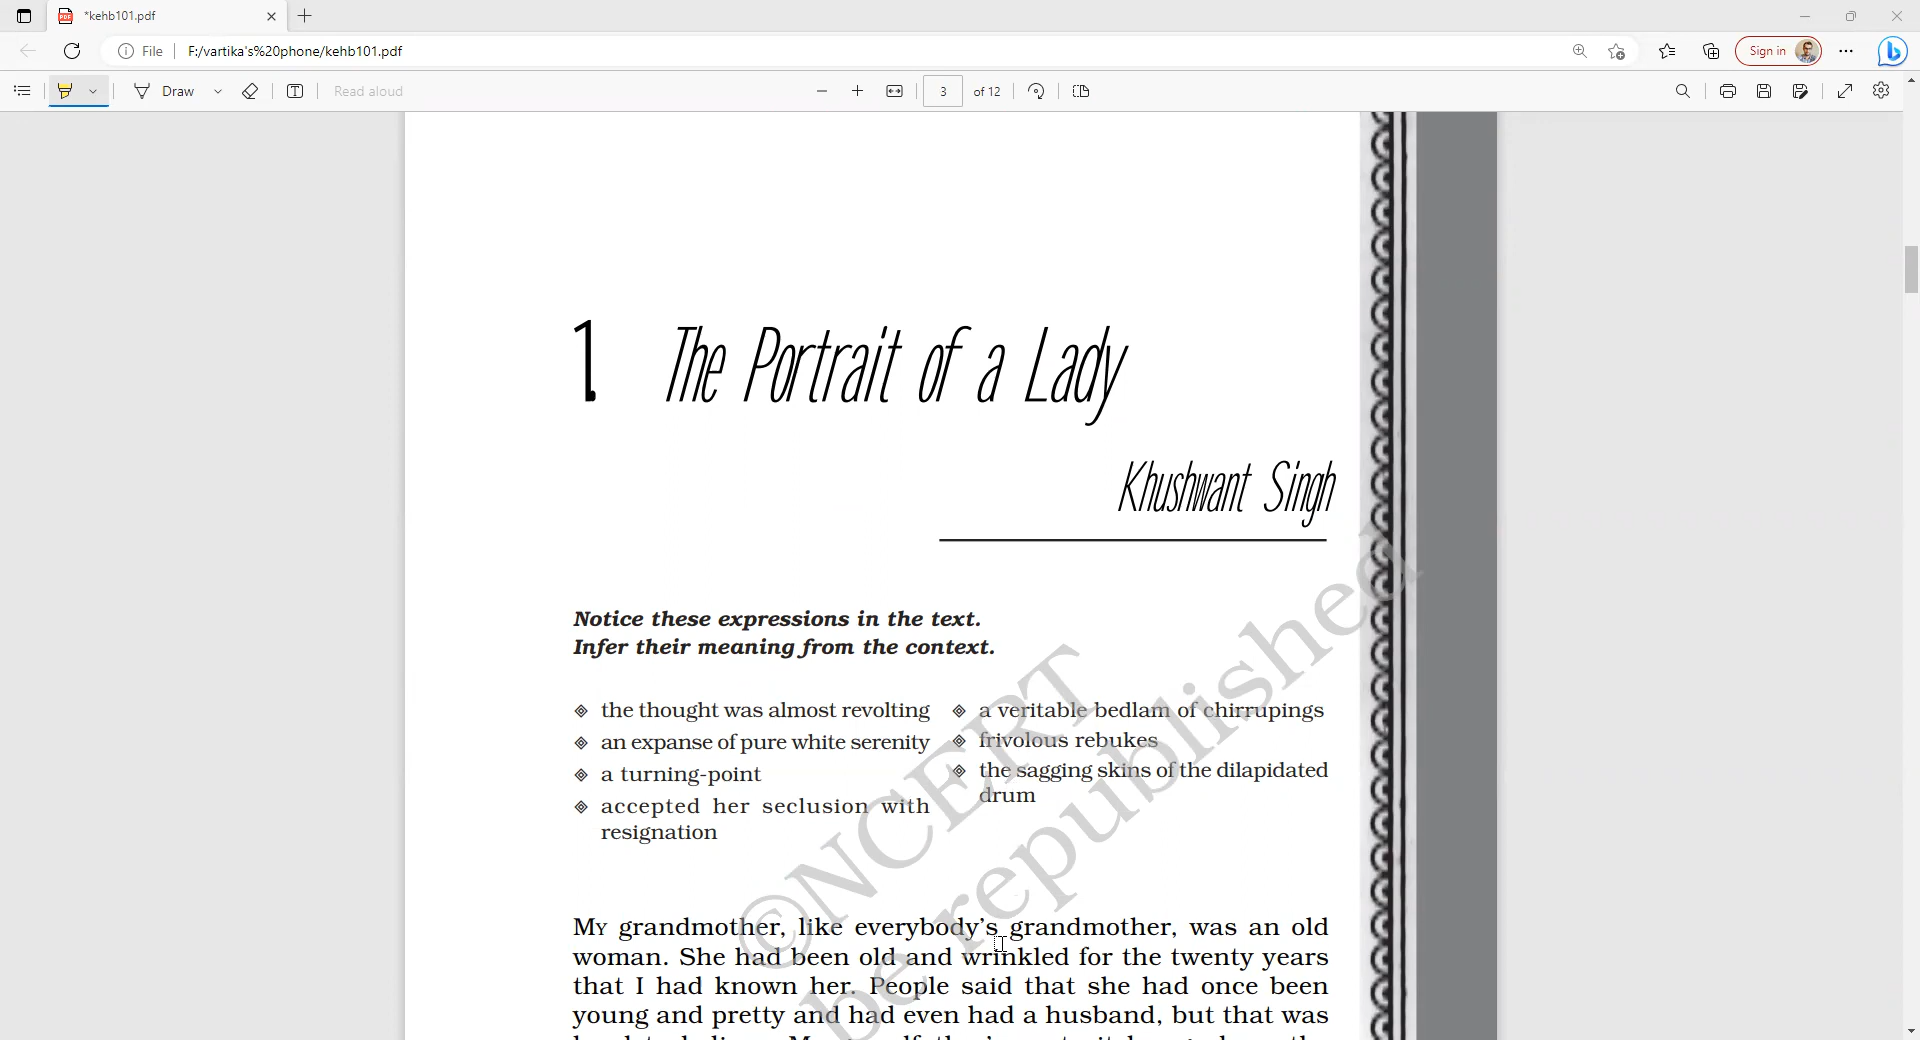 *kehb101.pdf
File
F:/vartika's%20phone/kehb101.pdf
Sign in
Draw
Read aloud
3 of 12
1. The Portrait of a Lady
Khushwant Singh
Notice these expressions in the text.
Infer their meaning from the context.
the thought was almost revolting
an expanse of pure white serenity
a turning-point
accepted her seclusion with
resignation
a veritable bedlam of chirrupings
frivolous rebukes
the sagging skins of the dilapidated
drum
MY grandmother, like everybody's grandmother, was an old
woman. She had been old and wrinkled for the twenty years
that I had known her. People said that she had once been
young and pretty and had even had a husband, but that was
©NCERT
be republished